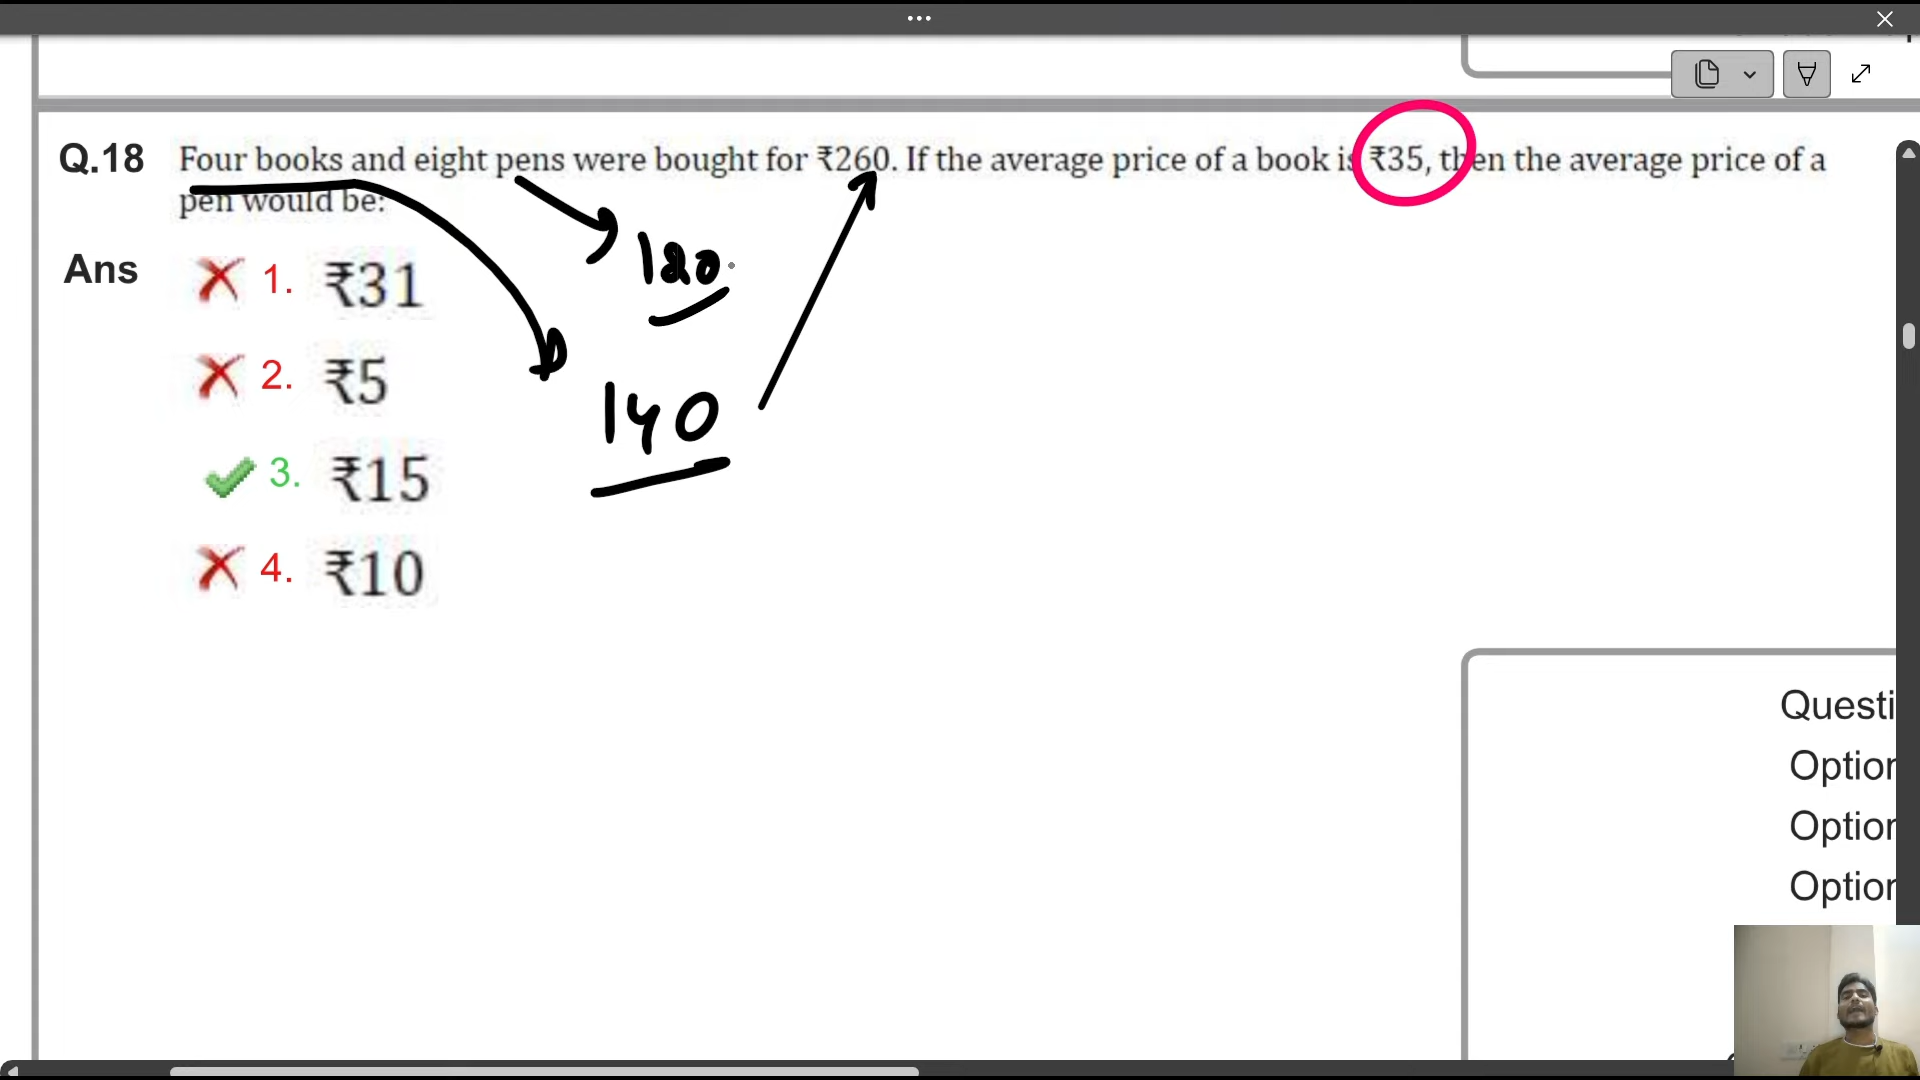 Q.18 Four books and eight pens were bought for ₹260. If the average price of a book is ₹35, then the average price of a
pen would be:
120
Ans 1. ₹31
2. ₹5
140
3. ₹15
4. ₹10
Questi
Option
Option
Option